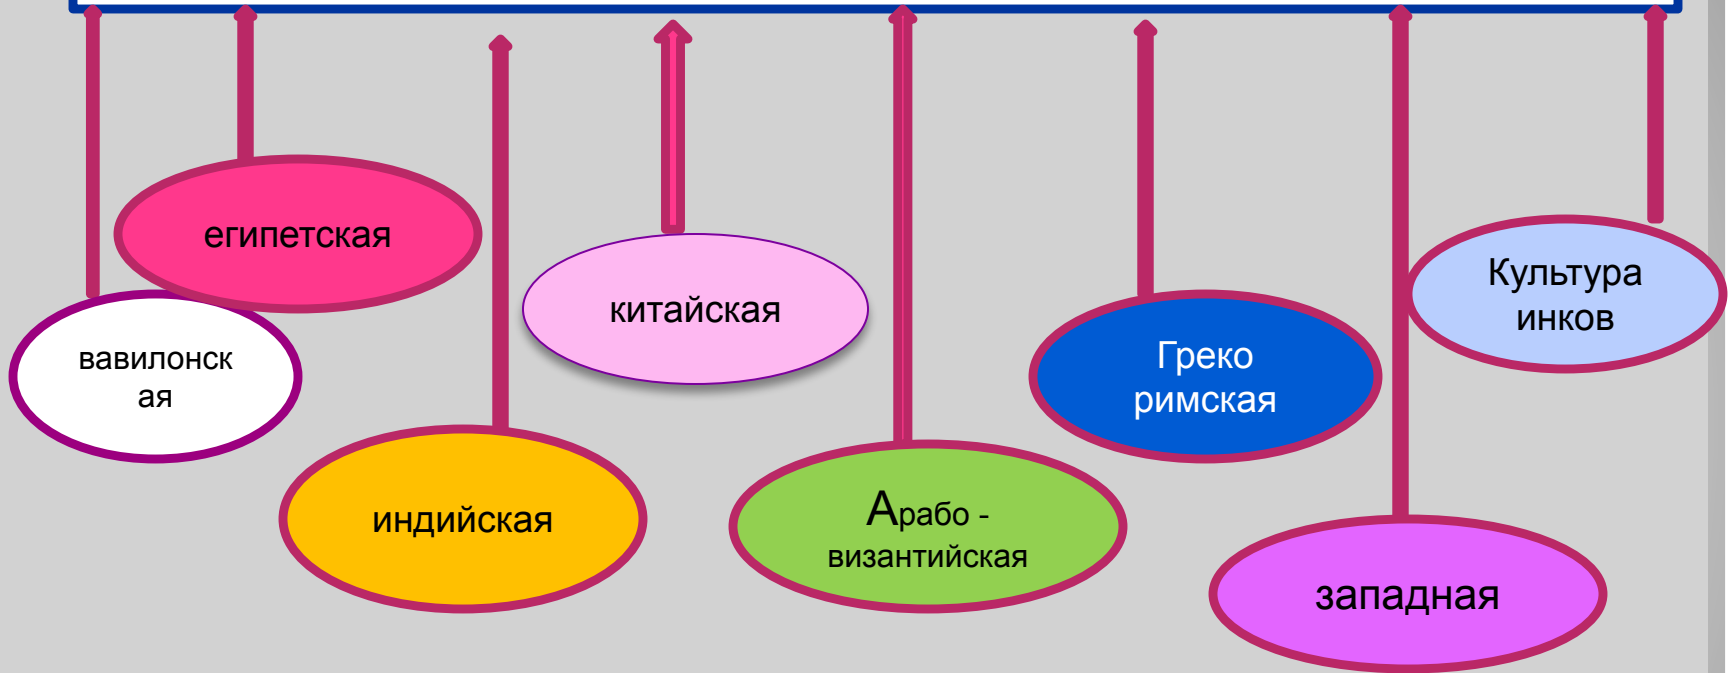 египетская
вавилонск
ая
индийская
китайская
Арабо -
византийская
Греко
римская
западная
Культура
инков